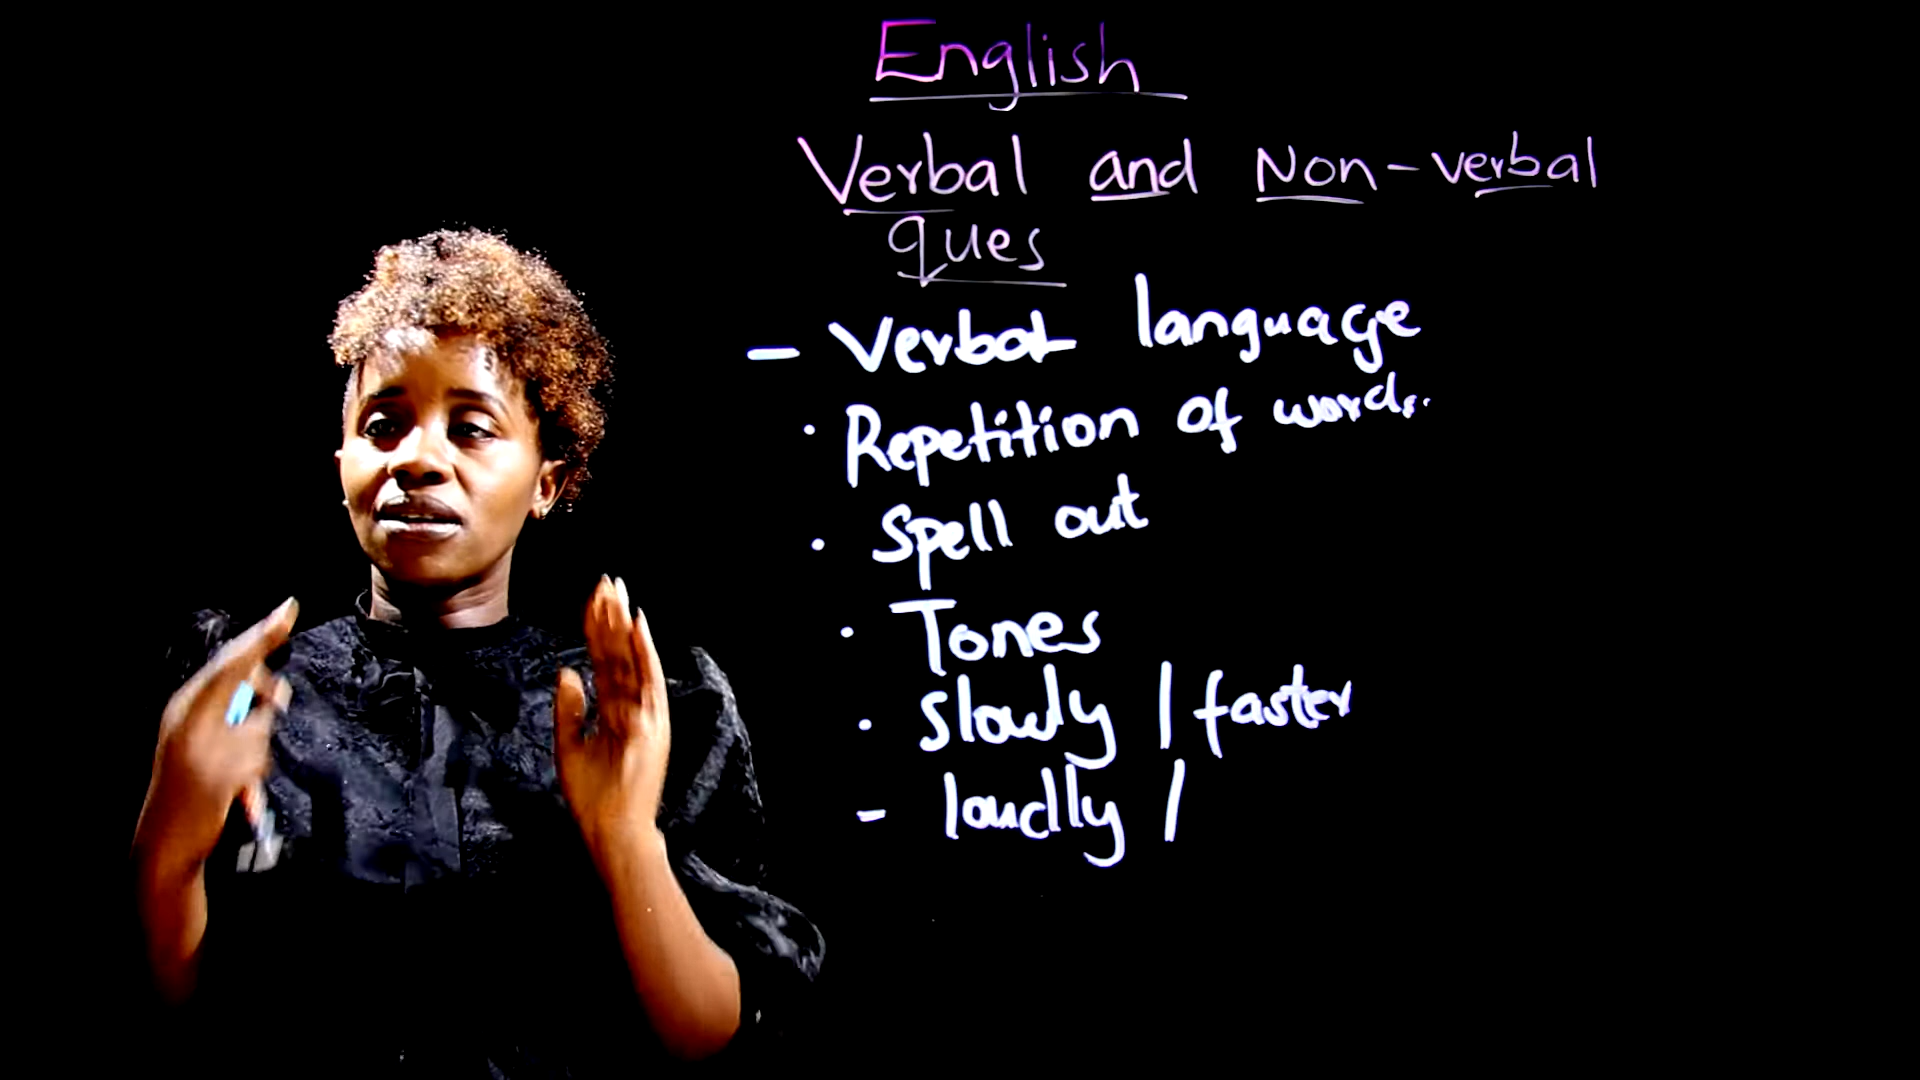 English
Verbal and Non-verbal
ques
- Verbal language
• Repetition of words.
• Spell out
• Tones
• Slowly / faster
- loudly /